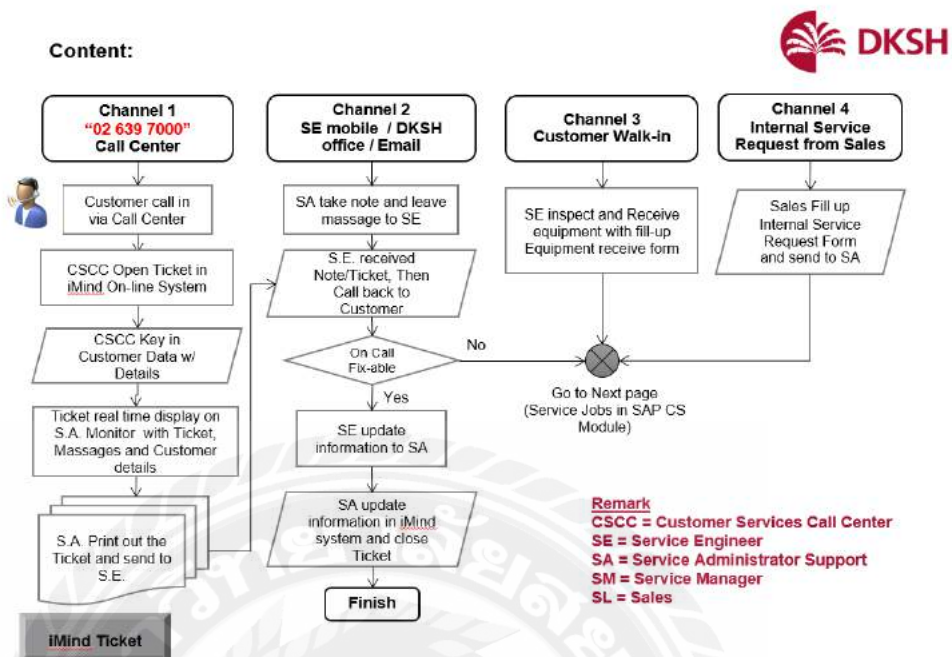 Content:
DKSH
Channel 1
"02 639 7000"
Call Center
Customer call in
via Call Center
CSCC Open Ticket in
iMind On-line System
CSCC Key in
Customer Data w/
Details
Ticket real time display on
S.A. Monitor with Ticket,
Massages and Customer
details
S.A. Print out the
Ticket and send to
S.E.
iMind Ticket
Channel 2
SE mobile / DKSH
office / Email
SA take note and leave
massage to SE
S.E. received
Note/Ticket, Then
Call back to
Customer
On Call
Fix-able
No
Yes
SE update
information to SA
SA update
information in iMind
system and close
Ticket
Finish
Channel 3
Customer Walk-in
SE inspect and Receive
equipment with fill-up
Equipment receive form
Go to Next page
(Service Jobs in SAP CS
Module)
Channel 4
Internal Service
Request from Sales
Sales Fill up
Internal Service
Request Form
and send to SA
Remark
CSCC = Customer Services Call Center
SE = Service Engineer
SA = Service Administrator Support
SM = Service Manager
SL = Sales